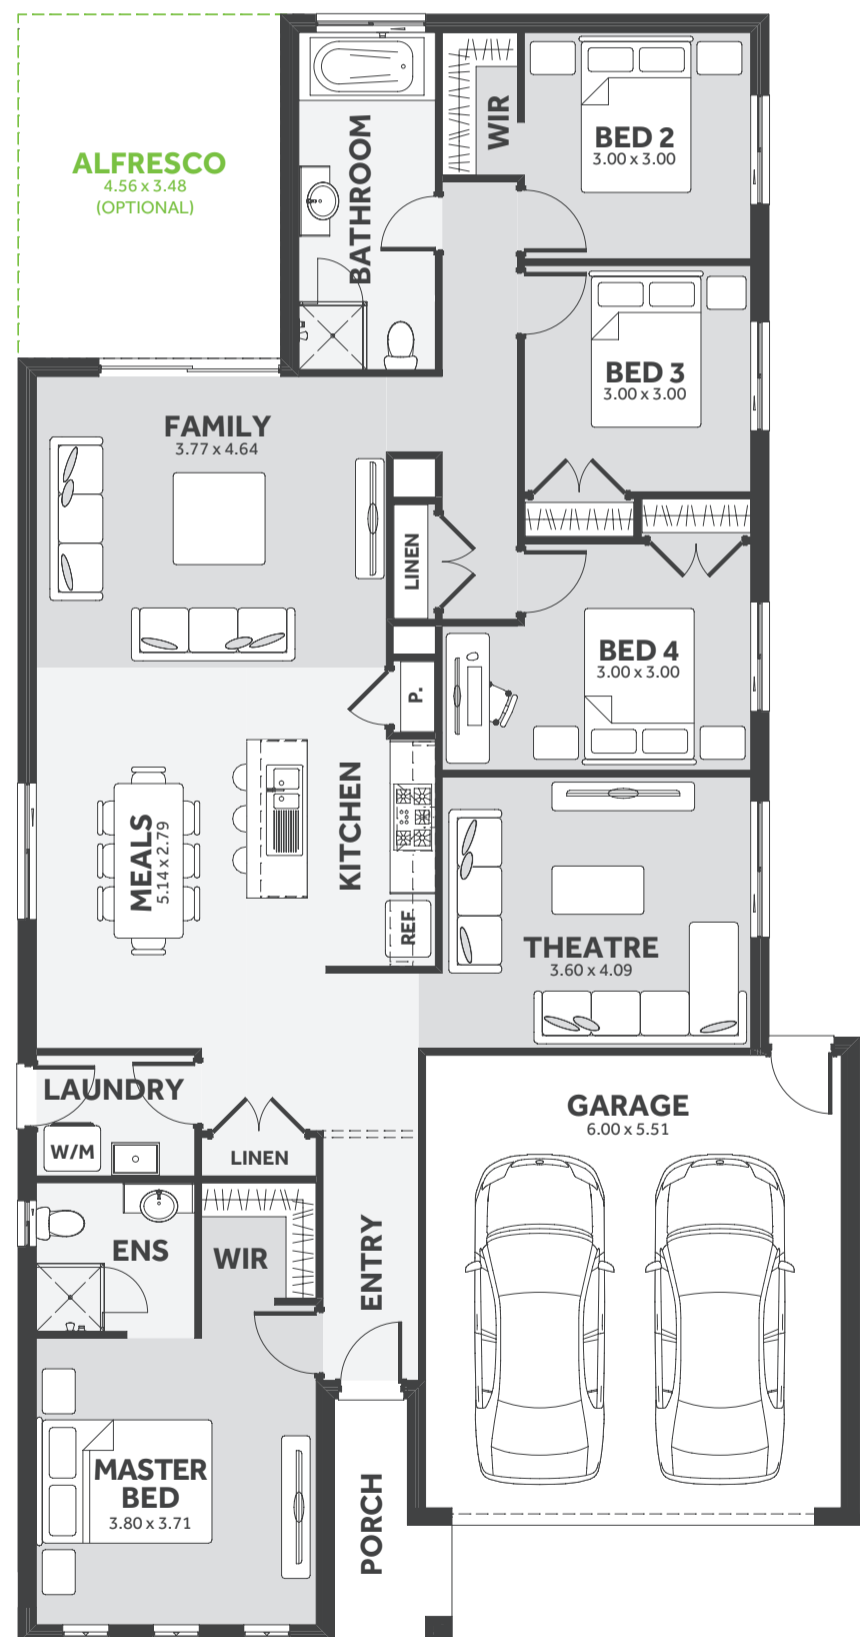 ALFRESCO
4.56 x 3.48
(OPTIONAL)
BATHROOM
WIR
BED 2
3.00 x 3.00
BED 3
3.00 x 3.00
FAMILY
3.77 x 4.64
LINEN
BED 4
3.00 x 3.00
P.
KITCHEN
MEALS
5.14 x 2.79
REF
THEATRE
3.60 x 4.09
LAUNDRY
W/M
LINEN
GARAGE
6.00 x 5.51
ENS
WIR
ENTRY
MASTER
BED
3.80 x 3.71
PORCH